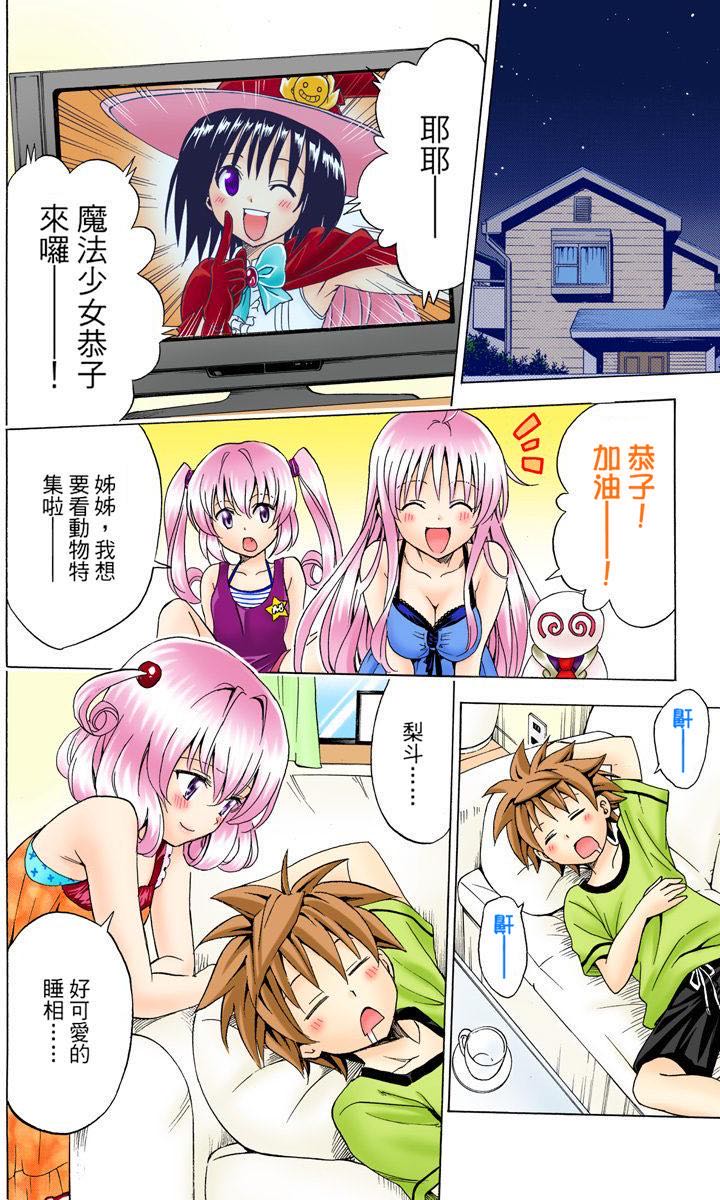 耶耶——
魔法少女恭子
來囉——！
恭子！
加油——！
姊姊，我想
要看動物特
集啦——
鼾——
鼾——
梨斗……
好可愛的
睡相……